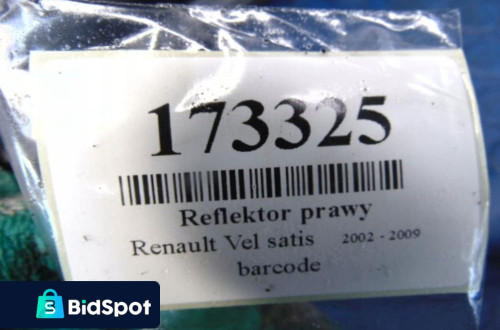 173325
Reflektor prawy
Renault Vel satis 2002 - 2009
barcode
S BidSpot